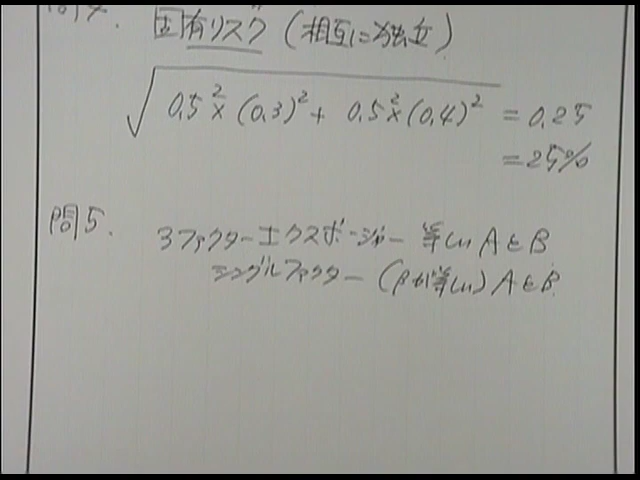 問4. 固有リスク (相互に独立)
√0.5²×(0.3)²+ 0.5²×(0.4)² = 0.25
= 25%
問5. 3ファクターエクスポージャー 等しい AとB
シングルファクター (βが等しい) AとB